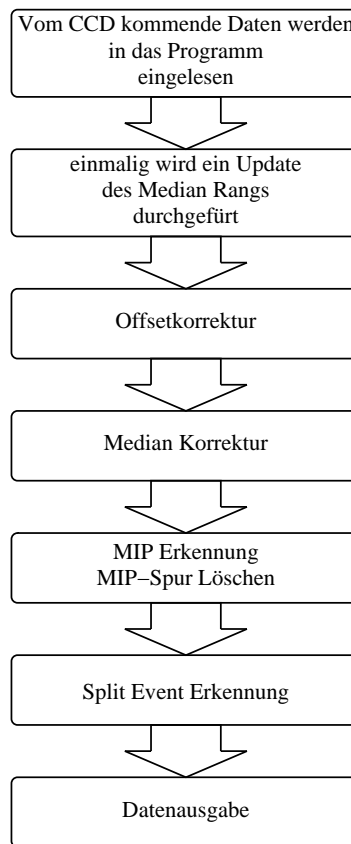 Vom CCD kommende Daten werden
in das Programm
eingelesen
einmalig wird ein Update
des Median Rangs
durchgefürt
Offsetkorrektur
Median Korrektur
MIP Erkennung
MIP–Spur Löschen
Split Event Erkennung
Datenausgabe